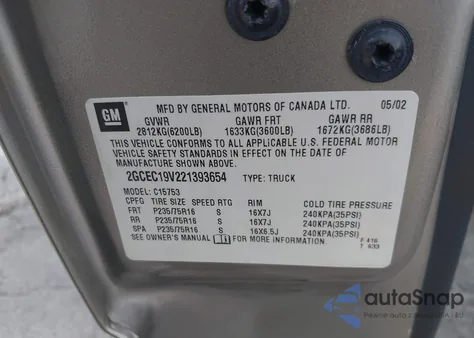 GM
MFD BY GENERAL MOTORS OF CANADA LTD. 05/02
GVWR GAWR FRT GAWR RR
2812KG(6200LB) 1633KG(3600LB) 1672KG(3686LB)
THIS VEHICLE CONFORMS TO ALL APPLICABLE U.S. FEDERAL MOTOR
VEHICLE SAFETY STANDARDS IN EFFECT ON THE DATE OF
MANUFACTURE SHOWN ABOVE.
2GCEC19V221393654 TYPE: TRUCK
C15753
CPFG TIRE SIZE SPEED RTG RIM COLD TIRE PRESSURE
FRT P235/75R16 S 16X7J 240KPA(35PSI)
RR P235/75R16 S 16X7J 240KPA(35PSI)
SPA P235/75R16 S 16X6.5J 240KPA(35PSI)
SEE OWNER'S MANUAL FOR MORE INFORMATION
F 416
T 633
autoSnap